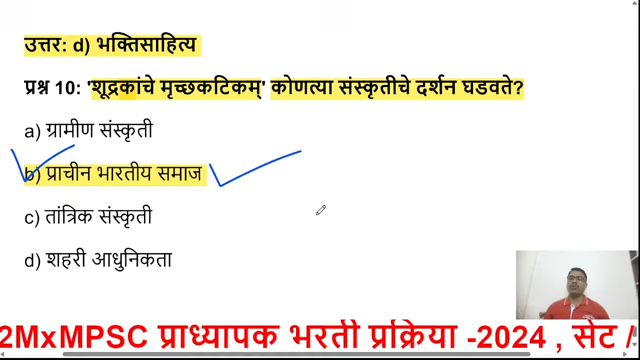 उत्तर: d) भक्तिसाहित्य
प्रश्न 10: 'शूद्रकांचे मृच्छकटिकम्' कोणत्या संस्कृतीचे दर्शन घडवते?
a) ग्रामीण संस्कृती
b) प्राचीन भारतीय समाज
c) तांत्रिक संस्कृती
d) शहरी आधुनिकता
2MxMPSC प्राध्यापक भरती प्रक्रिया -2024 , सेट /